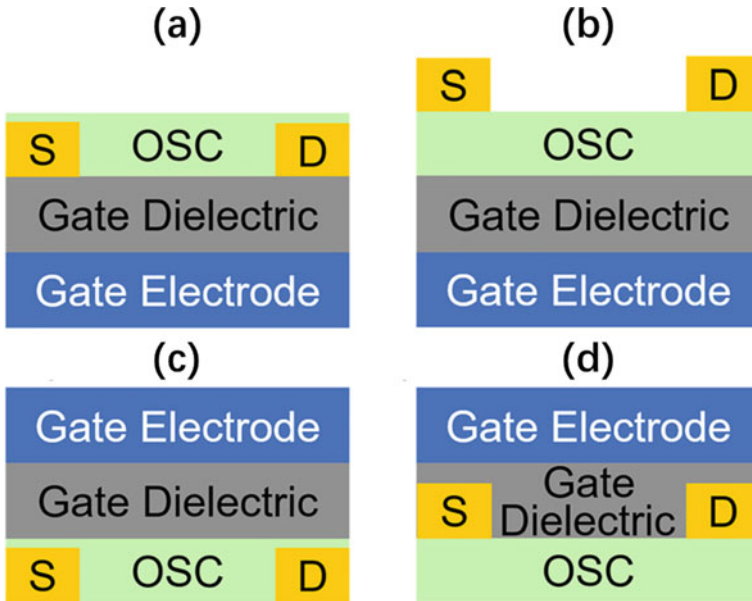 (a)
S OSC D
Gate Dielectric
Gate Electrode
(b)
S D
OSC
Gate Dielectric
Gate Electrode
(c)
Gate Electrode
Gate Dielectric
S OSC D
(d)
Gate Electrode
S Gate Dielectric D
OSC